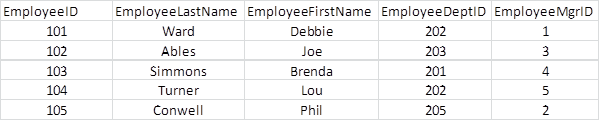 EmployeeID EmployeeLastName EmployeeFirstName EmployeeDeptID EmployeeMgrID
101 Ward Debbie 202 1
102 Ables Joe 203 3
103 Simmons Brenda 201 4
104 Turner Lou 202 5
105 Conwell Phil 205 2